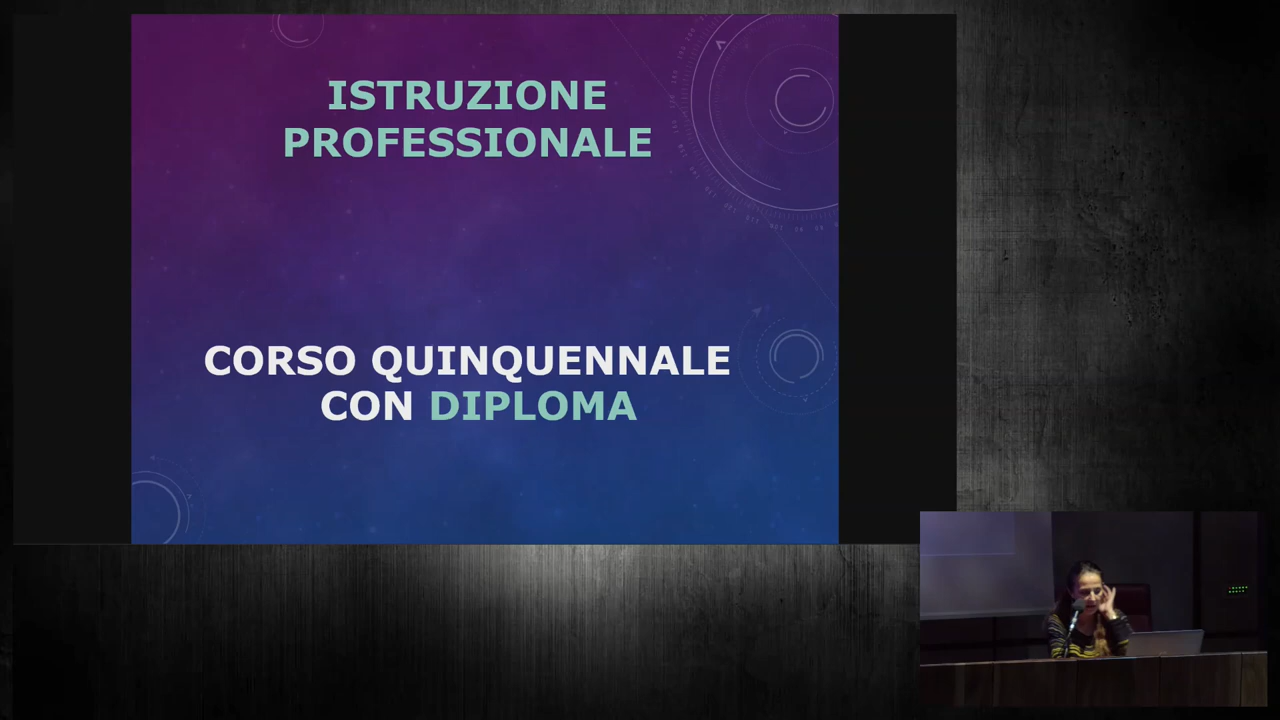 ISTRUZIONE
PROFESSIONALE
CORSO QUINQUENNALE
CON DIPLOMA